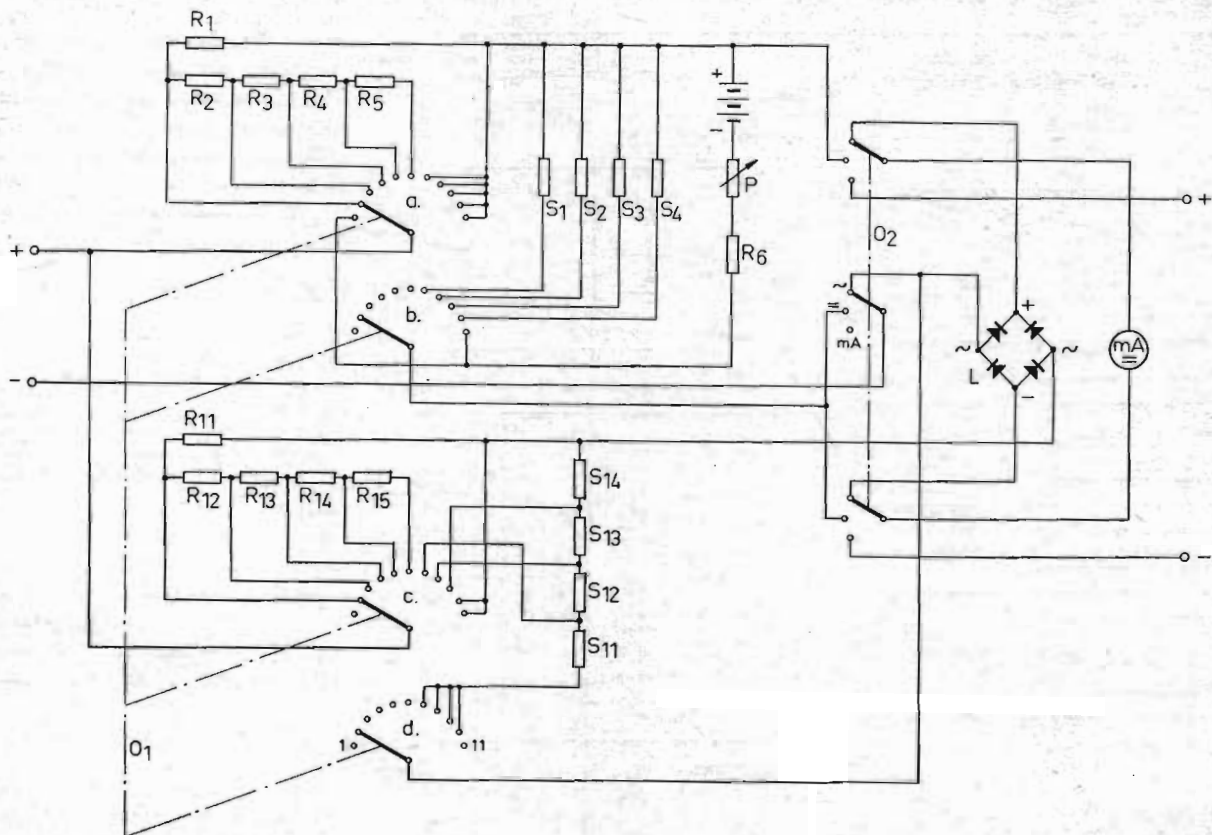 R1
R2 R3 R4 R5
a.
+
-
S1 S2 S3 S4
P
R6
+
-
b.
O2
~
=
mA
+
~ ~
L
-
mA
=
+
-
R11
R12 R13 R14 R15
c.
S14
S13
S12
S11
d.
1 11
O1